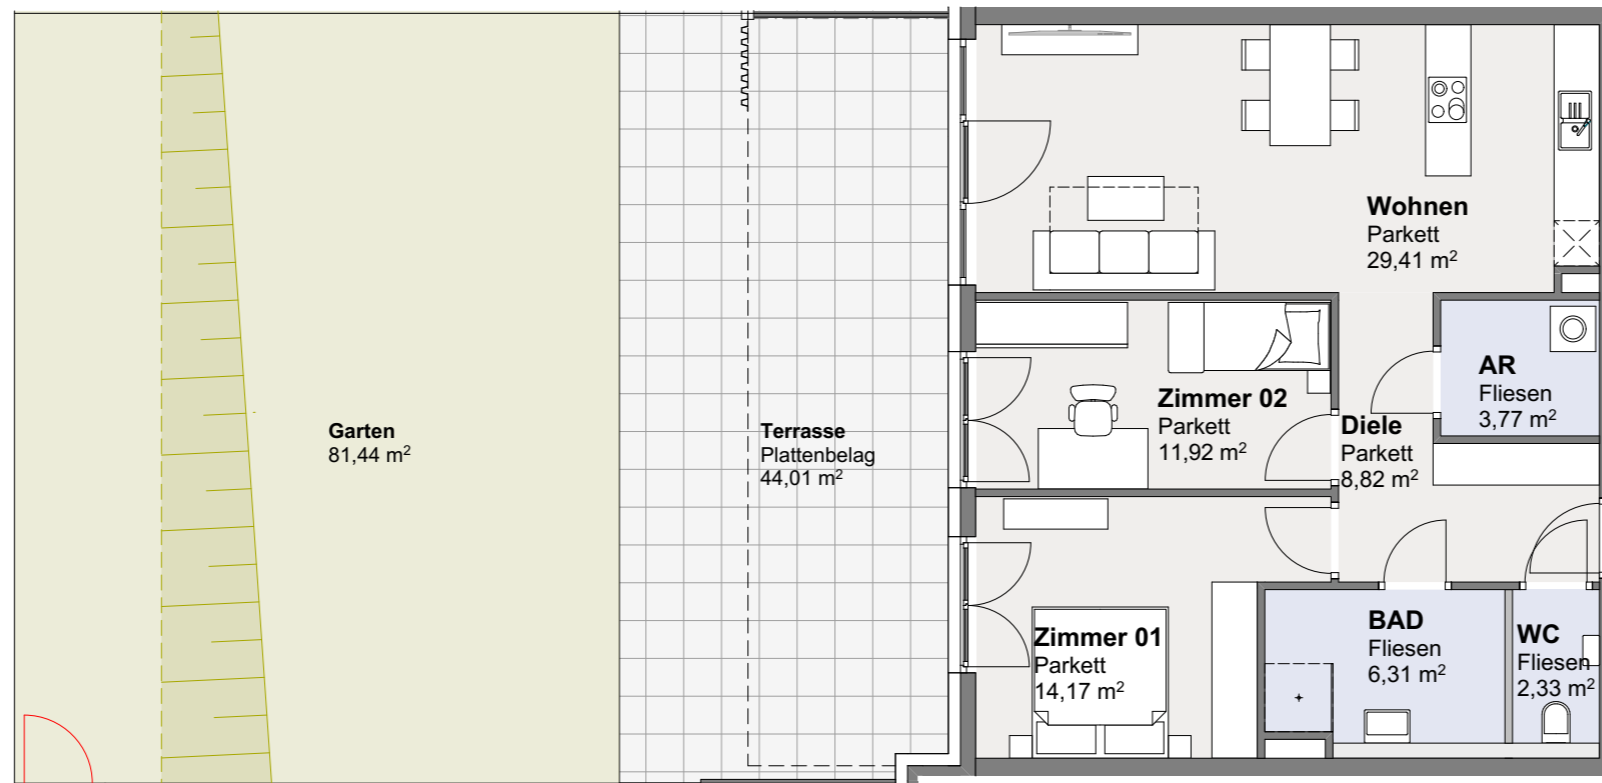 Garten
81,44 m²
Terrasse
Plattenbelag
44,01 m²
Wohnen
Parkett
29,41 m²
Zimmer 02
Parkett
11,92 m²
Diele
Parkett
8,82 m²
AR
Fliesen
3,77 m²
Zimmer 01
Parkett
14,17 m²
BAD
Fliesen
6,31 m²
WC
Fliesen
2,33 m²